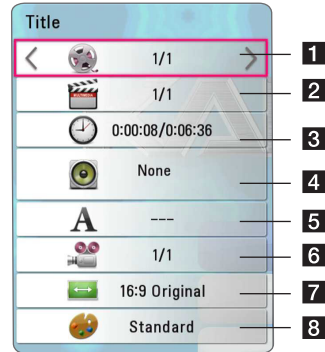 Title
1/1 1
1/1 2
0:00:08/0:06:36 3
None 4
A --- 5
1/1 6
16:9 Original 7
Standard 8